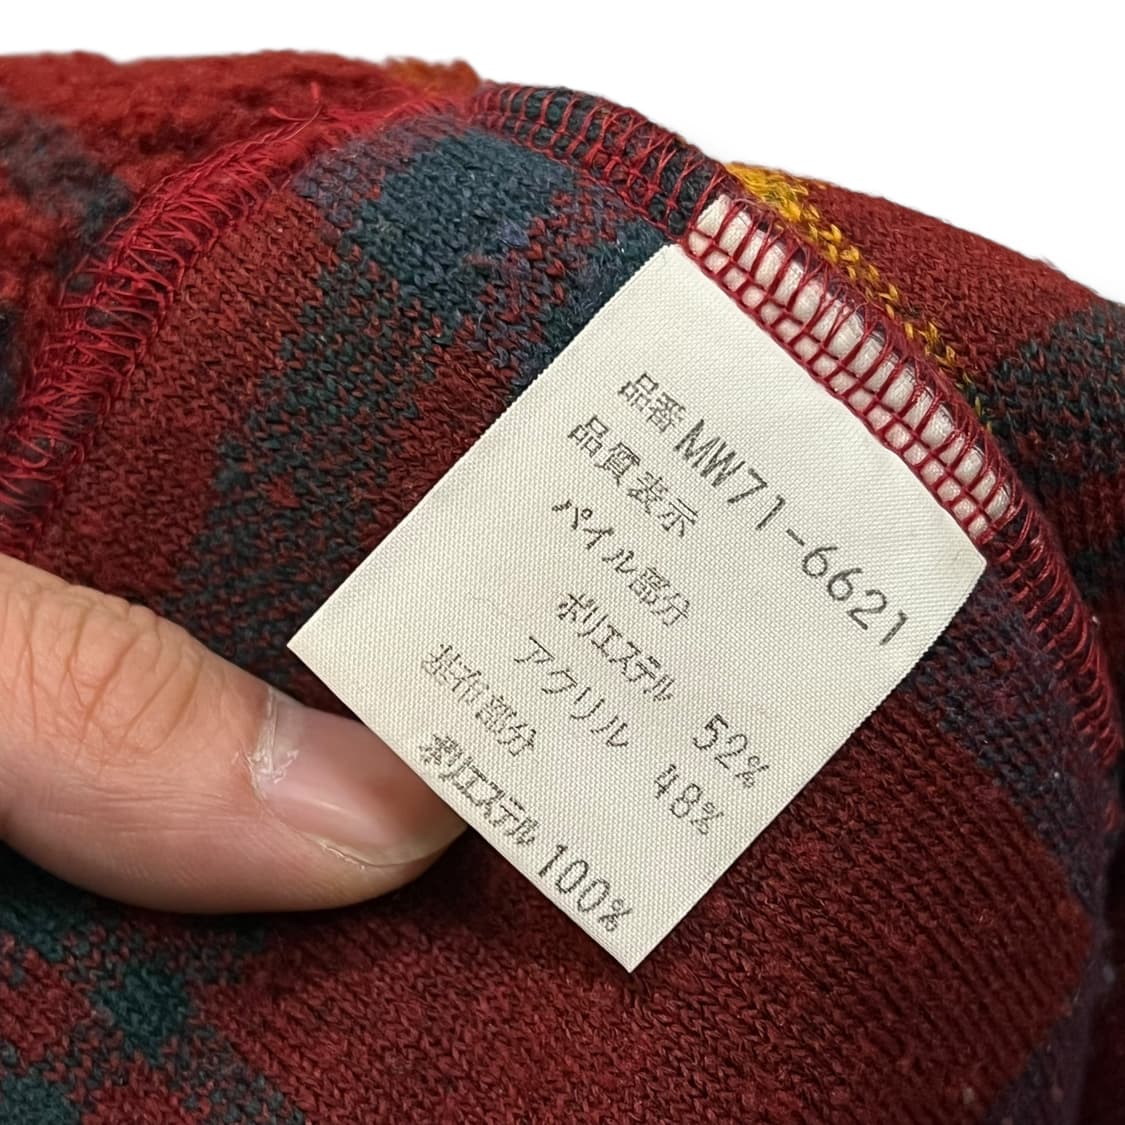 品番 MW71-6621
品質表示
パイル部分
ポリエステル 52%
アクリル 48%
基布部分
ポリエステル 100%